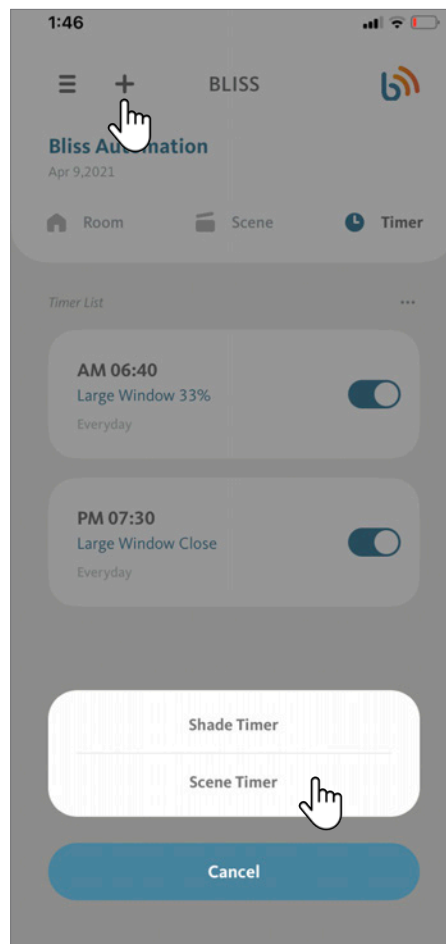 1:46
BLISS
Bliss Automation
Apr 9,2021
Room Scene Timer
Timer List
AM 06:40
Large Window 33%
Everyday
PM 07:30
Large Window Close
Everyday
Shade Timer
Scene Timer
Cancel